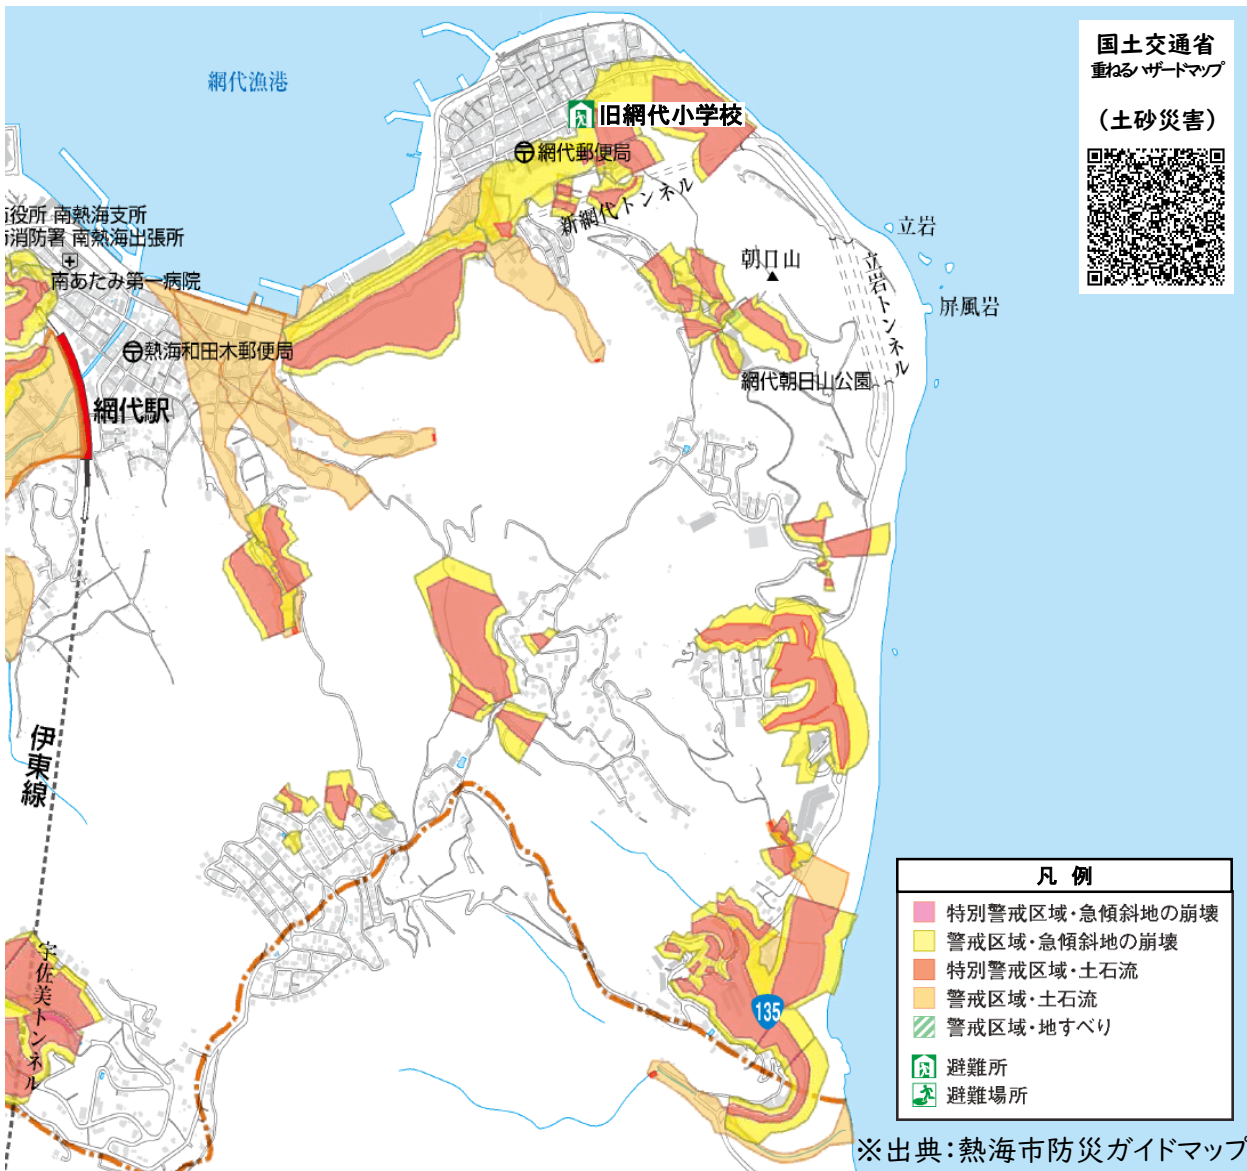 国土交通省
重ねるハザードマップ
(土砂災害)
網代漁港
旧網代小学校
網代郵便局
新網代トンネル
市役所 南熱海支所
市消防署 南熱海出張所
南あたみ第一病院
立岩
朝日山
立岩トンネル
屏風岩
熱海和田木郵便局
網代朝日山公園
網代駅
伊東線
宇佐美トンネル
135
凡 例
特別警戒区域・急傾斜地の崩壊
警戒区域・急傾斜地の崩壊
特別警戒区域・土石流
警戒区域・土石流
警戒区域・地すべり
避難所
避難場所
※出典:熱海市防災ガイドマップ